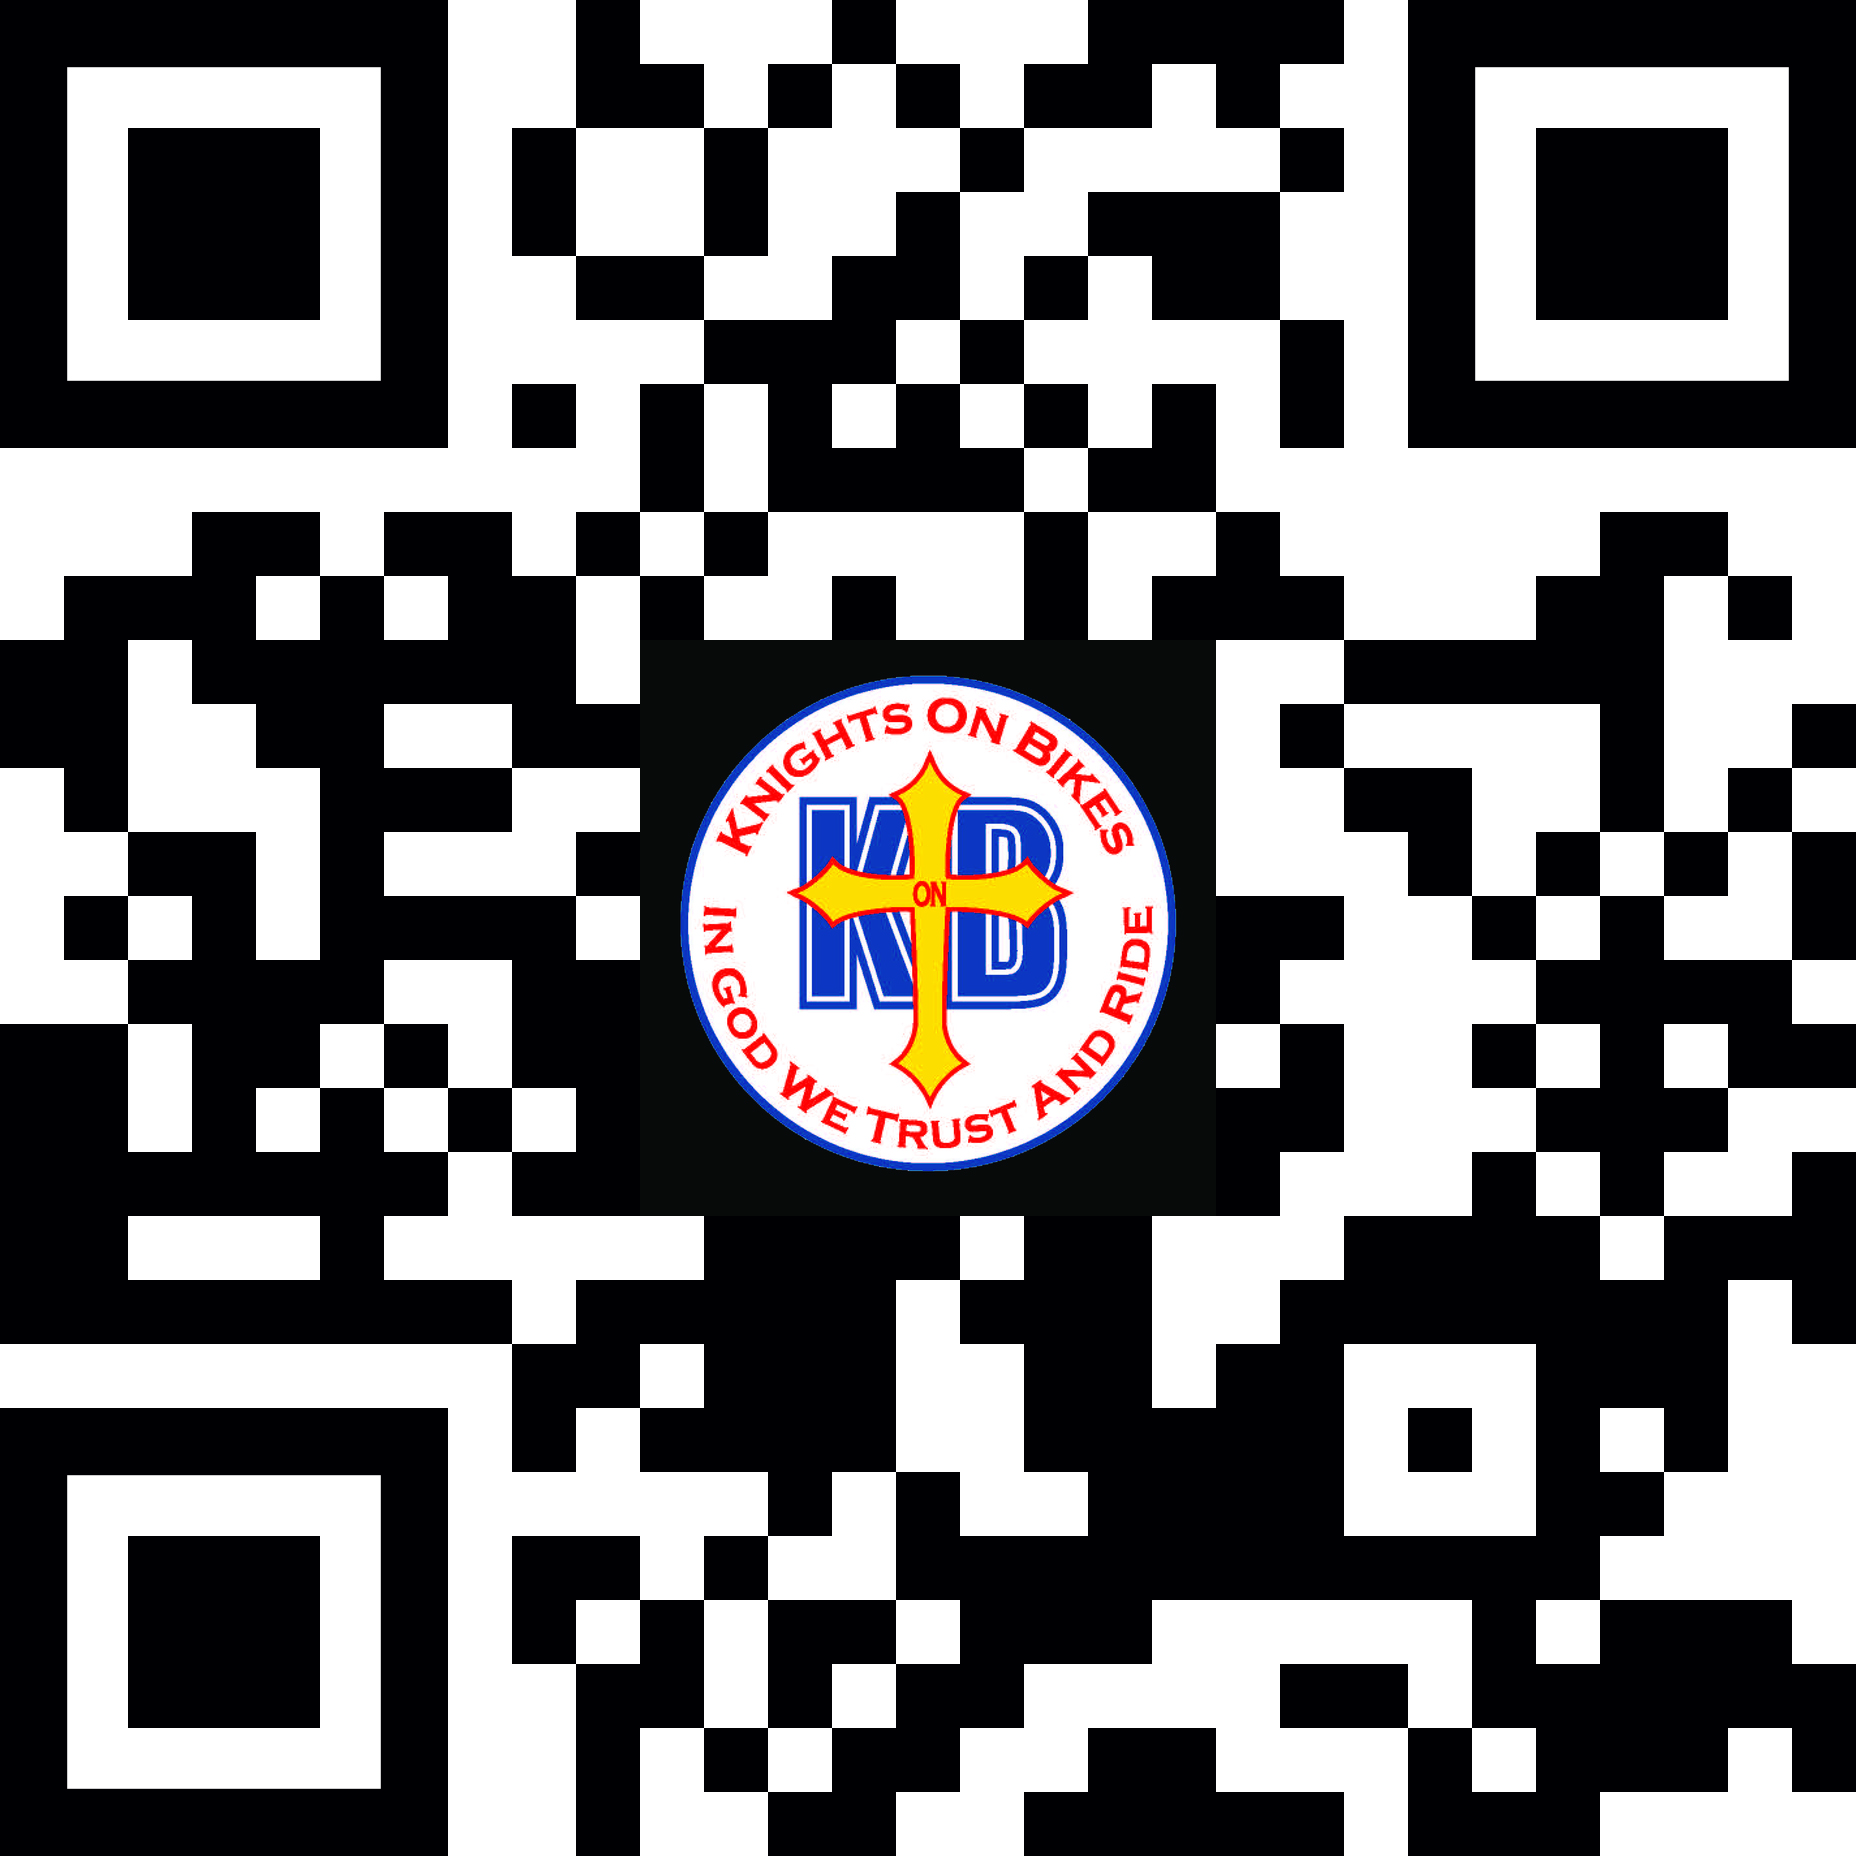 KNIGHTS ON BIKES
KB
ON
IN GOD WE TRUST AND RIDE